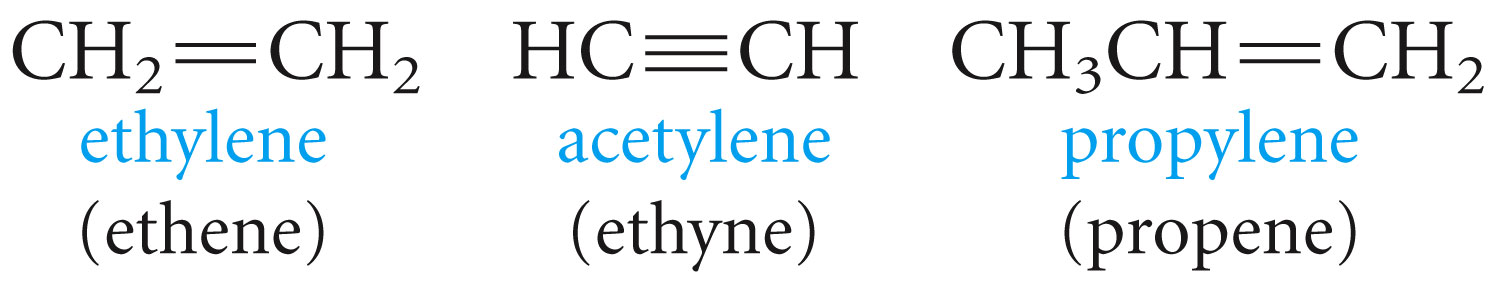 CH₂=CH₂ HC≡CH CH₃CH=CH₂
ethylene acetylene propylene
(ethene) (ethyne) (propene)